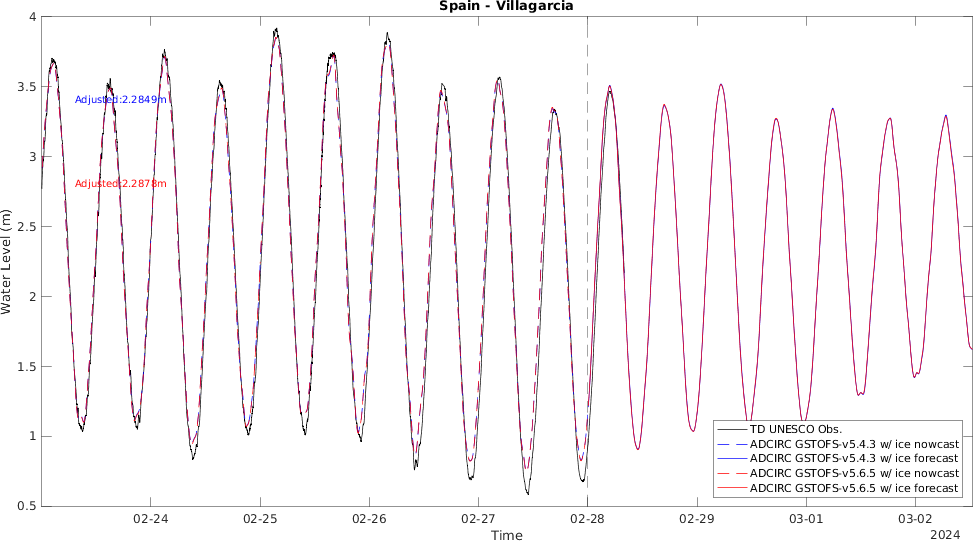 Spain - Villagarcia
4
3.5
3
2.5
2
1.5
1
0.5
Water Level (m)
Adjusted:2.2849m
Adjusted:2.2878m
TD UNESCO Obs.
ADCIRC GSTOFS-v5.4.3 w/ ice nowcast
ADCIRC GSTOFS-v5.4.3 w/ ice forecast
ADCIRC GSTOFS-v5.6.5 w/ ice nowcast
ADCIRC GSTOFS-v5.6.5 w/ ice forecast
02-24 02-25 02-26 02-27 02-28 02-29 03-01 03-02
Time
2024